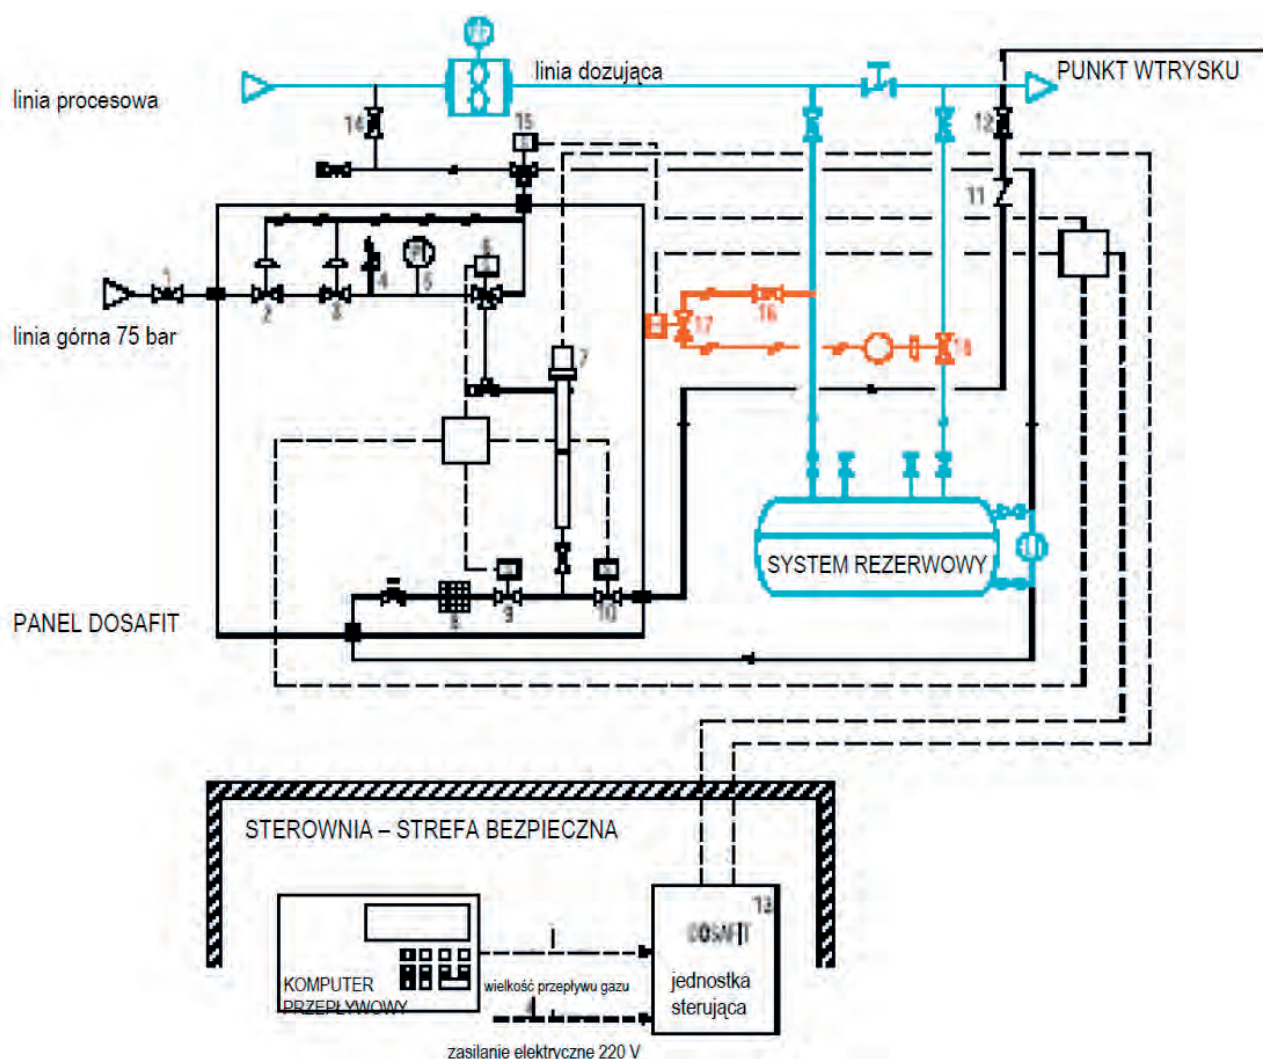 linia dozująca
PUNKT WTRYSKU
linia procesowa
14
15
12
11
1
2
3
4
5
6
linia górna 75 bar
17
16
18
7
SYSTEM REZERWOWY
8
9
10
PANEL DOSAFIT
STEROWNIA – STREFA BEZPIECZNA
13
DOSAFIT
jednostka
sterująca
KOMPUTER
PRZEPŁYWOWY
wielkość przepływu gazu
zasilanie elektryczne 220 V